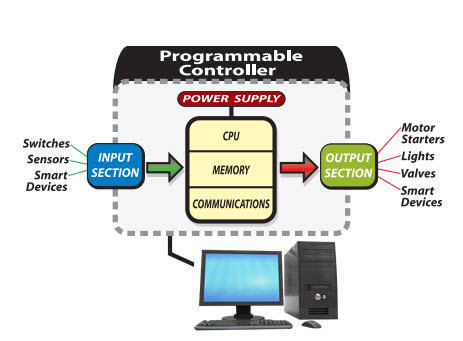 Programmable
Controller
POWER SUPPLY
CPU
MEMORY
COMMUNICATIONS
Switches
Sensors
Smart
Devices
INPUT
SECTION
OUTPUT
SECTION
Motor
Starters
Lights
Valves
Smart
Devices